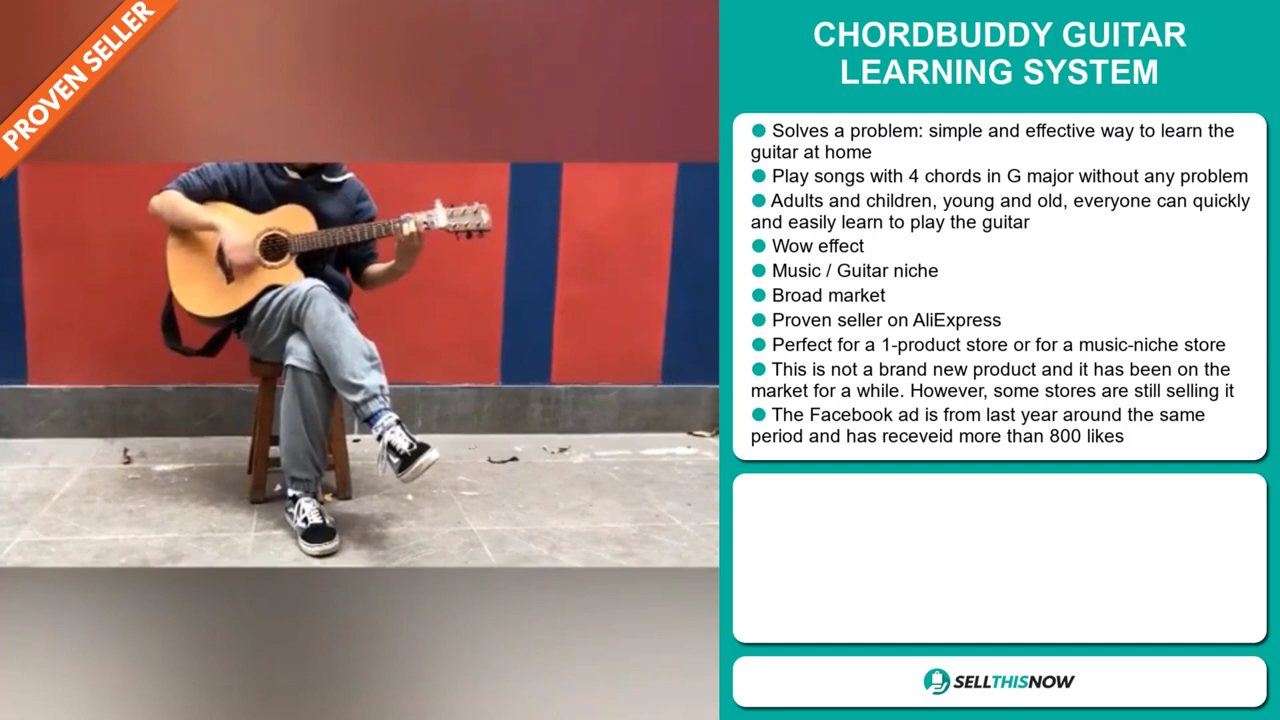 PROVEN SELLER
CHORDBUDDY GUITAR
LEARNING SYSTEM
Solves a problem: simple and effective way to learn the
guitar at home
Play songs with 4 chords in G major without any problem
Adults and children, young and old, everyone can quickly
and easily learn to play the guitar
Wow effect
Music / Guitar niche
Broad market
Proven seller on AliExpress
Perfect for a 1-product store or for a music-niche store
This is not a brand new product and it has been on the
market for a while. However, some stores are still selling it
The Facebook ad is from last year around the same
period and has receveid more than 800 likes
SELLTHISNOW